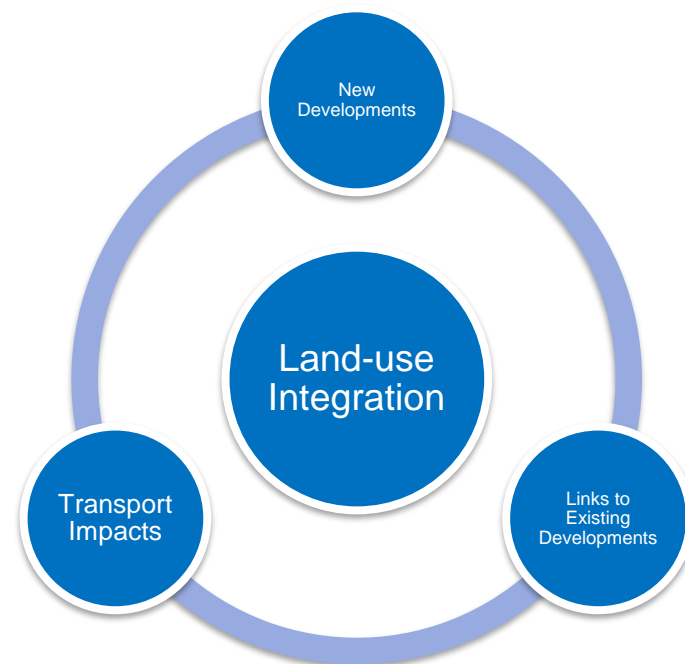 New
Developments
Land-use
Integration
Transport
Impacts
Links to
Existing
Developments